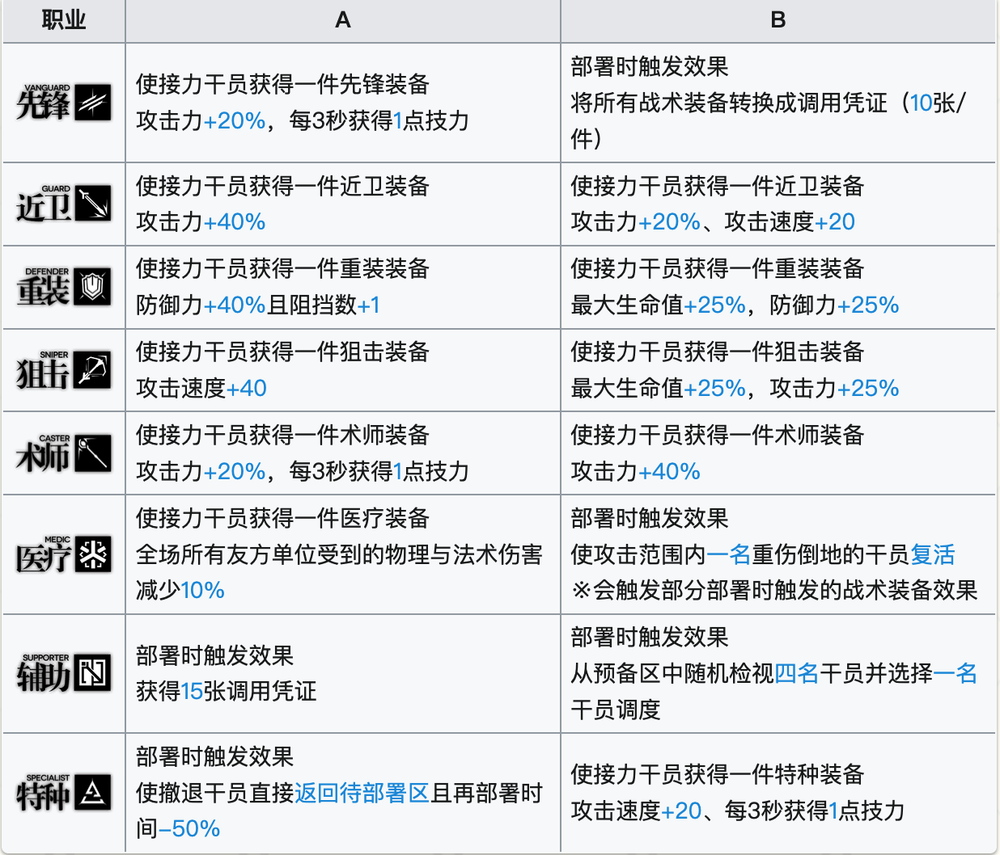 职业
A
B
VANGUARD
先锋
使接力干员获得一件先锋装备
攻击力+20%，每3秒获得1点技力
部署时触发效果
将所有战术装备转换成调用凭证（10张/
件）
GUARD
近卫
使接力干员获得一件近卫装备
攻击力+40%
使接力干员获得一件近卫装备
攻击力+20%、攻击速度+20
DEFENDER
重装
使接力干员获得一件重装装备
防御力+40%且阻挡数+1
使接力干员获得一件重装装备
最大生命值+25%，防御力+25%
SNIPER
狙击
使接力干员获得一件狙击装备
攻击速度+40
使接力干员获得一件狙击装备
最大生命值+25%，攻击力+25%
CASTER
术师
使接力干员获得一件术师装备
攻击力+20%，每3秒获得1点技力
使接力干员获得一件术师装备
攻击力+40%
MEDIC
医疗
使接力干员获得一件医疗装备
全场所有友方单位受到的物理与法术伤害
减少10%
部署时触发效果
使攻击范围内一名重伤倒地的干员复活
※会触发部分部署时触发的战术装备效果
SUPPORTER
辅助
部署时触发效果
获得15张调用凭证
部署时触发效果
从预备区中随机检视四名干员并选择一名
干员调度
SPECIALIST
特种
部署时触发效果
使撤退干员直接返回待部署区且再部署时
间-50%
使接力干员获得一件特种装备
攻击速度+20、每3秒获得1点技力